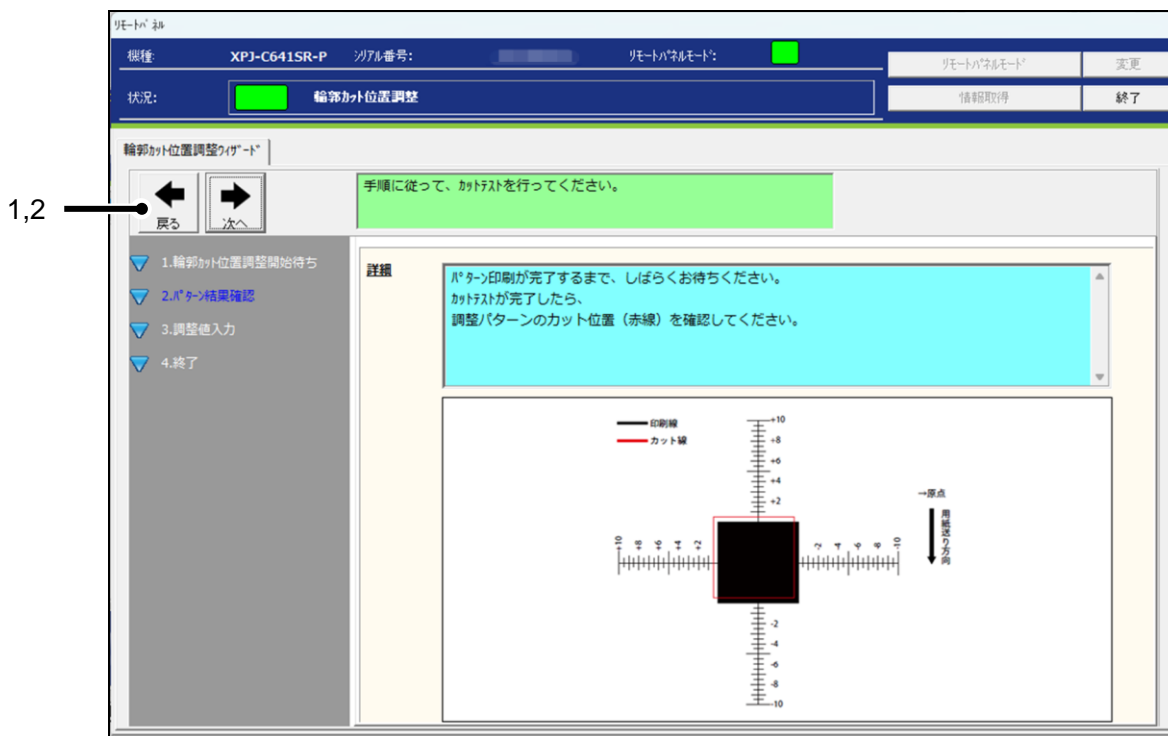 ﾘﾓｰﾄﾊﾟﾈﾙ
機種:
XPJ-C641SR-P
ｼﾘｱﾙ番号:
ﾘﾓｰﾄﾊﾟﾈﾙﾓｰﾄﾞ:
ﾘﾓｰﾄﾊﾟﾈﾙﾓｰﾄﾞ
変更
状況:
輪郭ｶｯﾄ位置調整
情報取得
終了
輪郭ｶｯﾄ位置調整ｳｨｻﾞｰﾄﾞ
1,2
戻る
次へ
手順に従って、ｶｯﾄﾃｽﾄを行ってください。
1.輪郭ｶｯﾄ位置調整開始待ち
2.ﾊﾟﾀｰﾝ結果確認
3.調整値入力
4.終了
詳細
ﾊﾟﾀｰﾝ印刷が完了するまで、しばらくお待ちください。
ｶｯﾄﾃｽﾄが完了したら、
調整パターンのカット位置（赤線）を確認してください。
印刷線
カット線
+10
+8
+6
+4
+2
→原点
用紙送り方向
+10 +8 +6 +4 +2
-2 -4 -6 -8 -10
-2
-4
-6
-8
-10